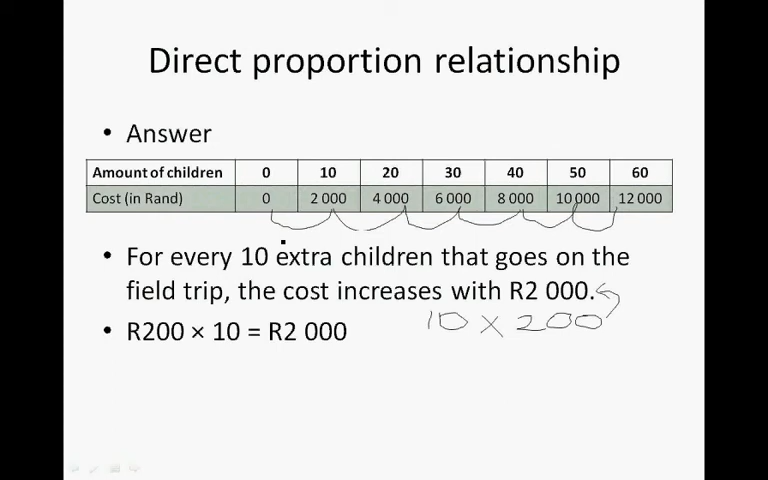 Direct proportion relationship
• Answer
Amount of children 0 10 20 30 40 50 60
Cost (in Rand) 0 2 000 4 000 6 000 8 000 10 000 12 000
• For every 10 extra children that goes on the
field trip, the cost increases with R2 000.
10 × 200
• R200 × 10 = R2 000